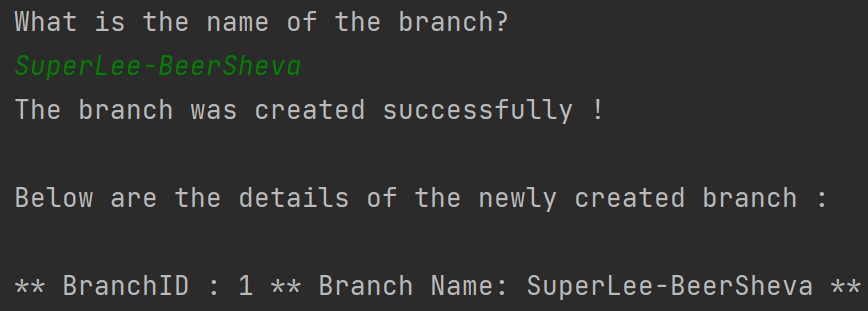 What is the name of the branch?
SuperLee-BeerSheva
The branch was created successfully !
Below are the details of the newly created branch :
** BranchID : 1 ** Branch Name: SuperLee-BeerSheva **